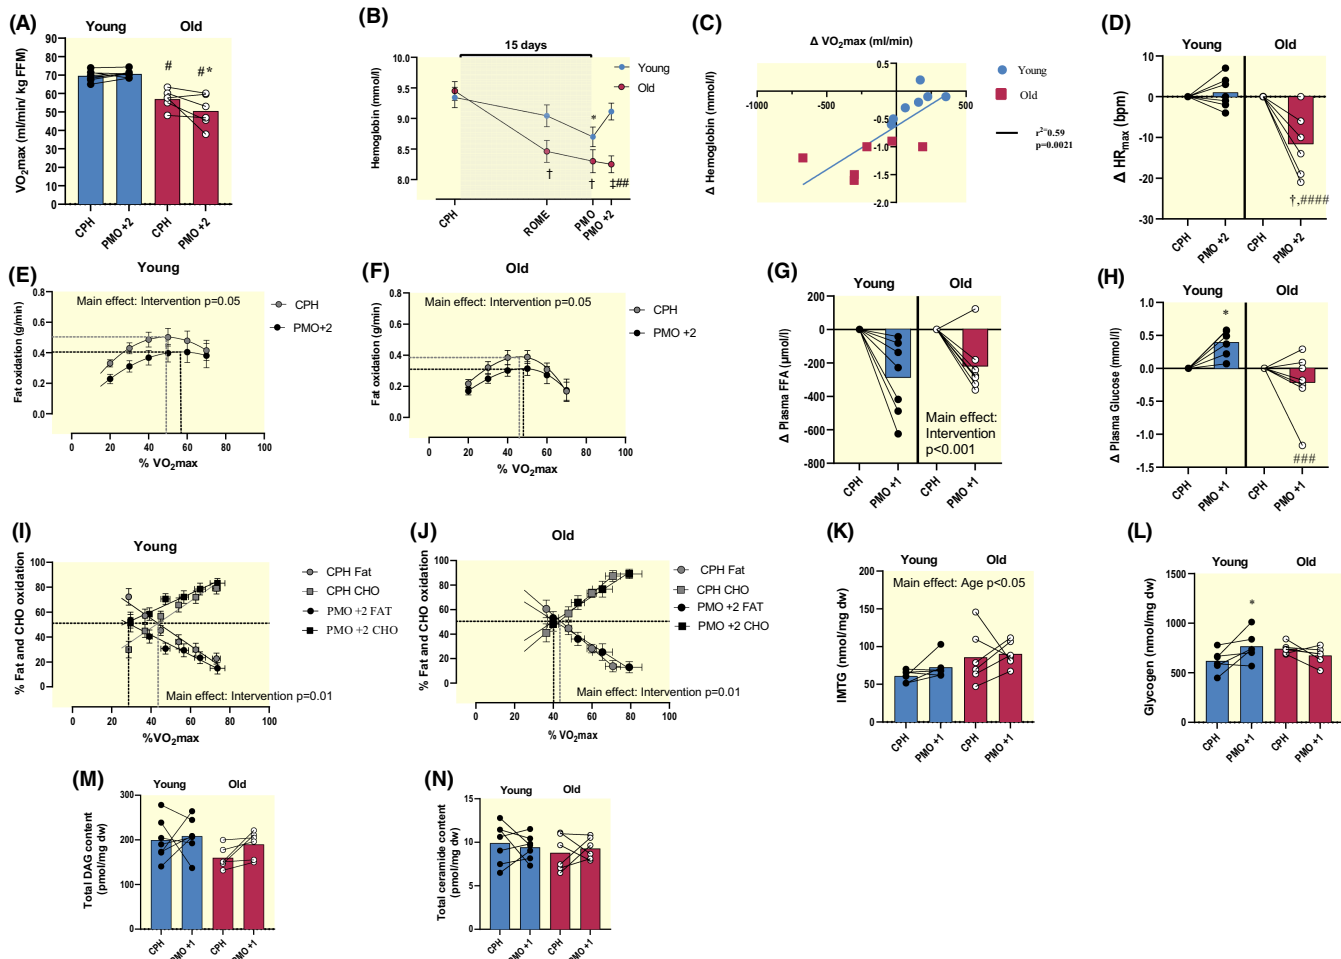 (A)
Young
Old
VO2max (ml/min/ kg FFM)
90
80
70
60
50
40
30
20
10
0
#
#*
CPH
PMO +2
CPH
PMO +2
(B)
15 days
Young
Old
Hemoglobin (mmol/l)
10.0
9.5
9.0
8.5
8.0
*
†
†
‡##
CPH
ROME
PMO
PMO +2
(C)
Δ VO2max (ml/min)
Δ Hemoglobin (mmol/l)
-1000
-500
500
0.5
0
-0.5
-1.0
-1.5
-2.0
Young
Old
r2=0.59
p=0.0021
(D)
Young
Old
Δ HRmax (bpm)
20
10
0
-10
-20
-30
†,####
CPH
PMO +2
CPH
PMO +2
(E)
Young
Main effect: Intervention p=0.05
Fat oxidation (g/min)
0.8
0.6
0.4
0.2
0.0
0
20
40
60
80
100
% VO2max
CPH
PMO+2
(F)
Old
Main effect: Intervention p=0.05
Fat oxidation (g/min)
0.8
0.6
0.4
0.2
0.0
0
20
40
60
80
100
% VO2max
CPH
PMO +2
(G)
Young
Old
Δ Plasma FFA (µmol/l)
200
0
-200
-400
-600
-800
Main effect:
Intervention
p<0.001
CPH
PMO +1
CPH
PMO +1
(H)
Young
Old
Δ Plasma Glucose (mmol/l)
1.0
0.5
0.0
-0.5
-1.0
-1.5
*
###
CPH
PMO +1
CPH
PMO +1
(I)
Young
% Fat and CHO oxidation
100
80
60
40
20
0
Main effect: Intervention p=0.01
0
20
40
60
80
100
%VO2max
CPH Fat
CPH CHO
PMO +2 FAT
PMO +2 CHO
(J)
Old
% Fat and CHO oxidation
100
80
60
40
20
0
Main effect: Intervention p=0.01
0
20
40
60
80
100
% VO2max
CPH Fat
CPH CHO
PMO +2 FAT
PMO +2 CHO
(K)
Young
Old
Main effect: Age p<0.05
IMTG (nmol/mg dw)
200
150
100
50
0
CPH
PMO +1
CPH
PMO +1
(L)
Young
Old
Glycogen (nmol/mg dw)
1500
1000
500
0
*
CPH
PMO +1
CPH
PMO +1
(M)
Young
Old
Total DAG content
(pmol/mg dw)
300
200
100
0
CPH
PMO +1
CPH
PMO +1
(N)
Young
Old
Total ceramide content
(pmol/mg dw)
15
10
5
0
CPH
PMO +1
CPH
PMO +1